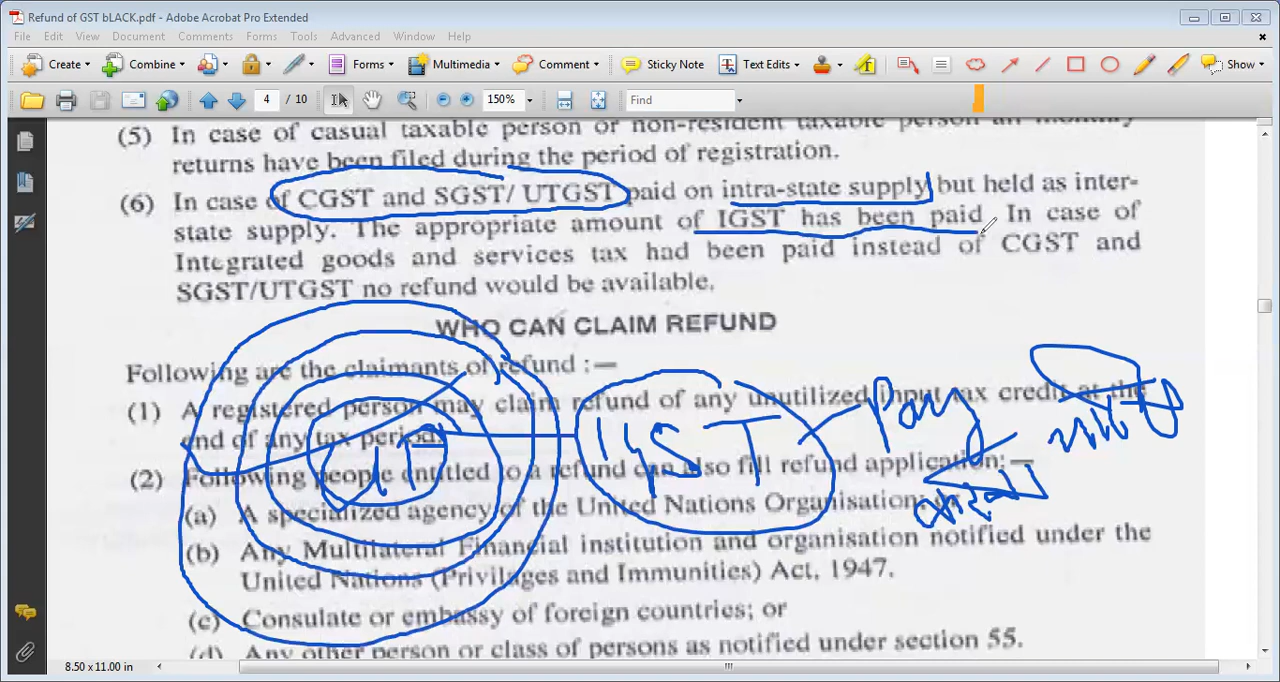 Refund of GST bLACK.pdf - Adobe Acrobat Pro Extended
File Edit View Document Comments Forms Tools Advanced Window Help
Create Combine Forms Multimedia Comment Sticky Note Text Edits Show
4 / 10 150% Find
(5) In case of casual taxable person or non-resident taxable person all monthly
returns have been filed during the period of registration.
(6) In case of CGST and SGST/ UTGST paid on intra-state supply but held as inter-
state supply. The appropriate amount of IGST has been paid. In case of
Integrated goods and services tax had been paid instead of CGST and
SGST/UTGST no refund would be available.
WHO CAN CLAIM REFUND
Following are the claimants of refund :—
(1) A registered person may claim refund of any unutilized input tax credit at the
end of any tax period.
(2) Following people entitled to a refund can also fill refund application:—
(a) A specialized agency of the United Nations Organisation; or
(b) Any Multilateral Financial institution and organisation notified under the
United Nations (Privilages and Immunities) Act, 1947.
(c) Consulate or embassy of foreign countries; or
(d) Any other person or class of persons as notified under section 55.
UT IGST Pay
8.50 x 11.00 in